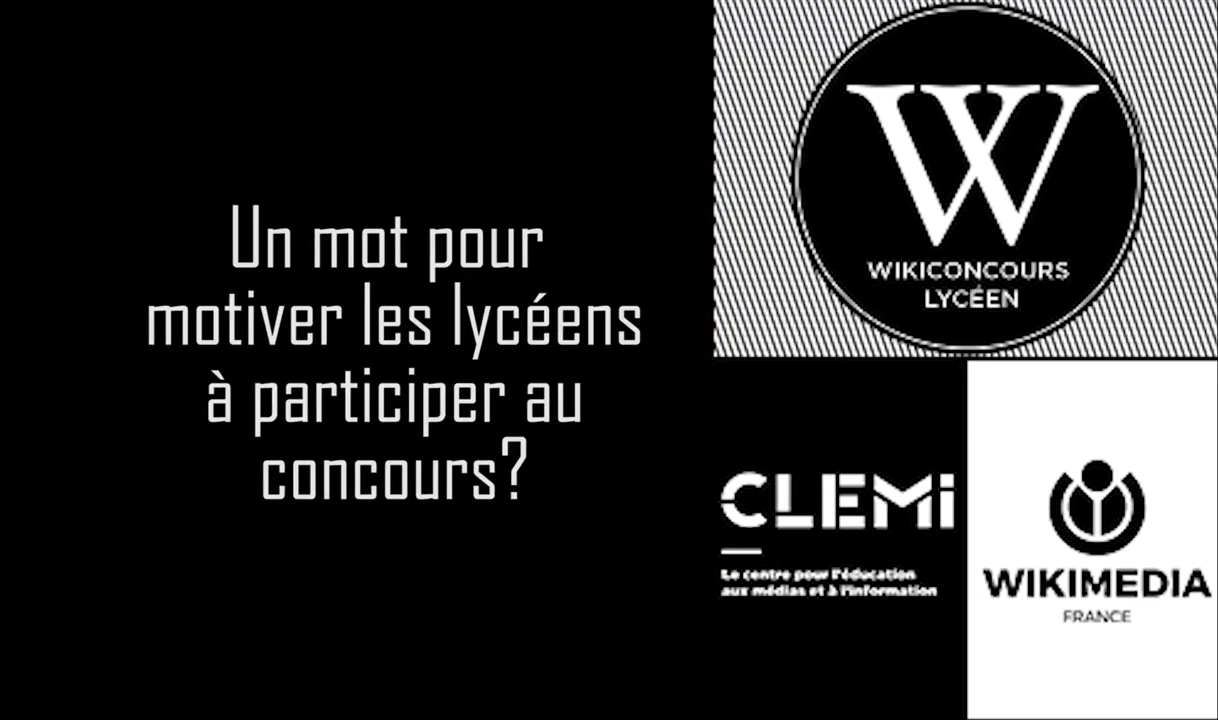 Un mot pour
motiver les lycéens
à participer au
concours?
W
WIKICONCOURS
LYCÉEN
CLEMi
Le centre pour l'éducation
aux médias et à l'information
WIKIMEDIA
FRANCE